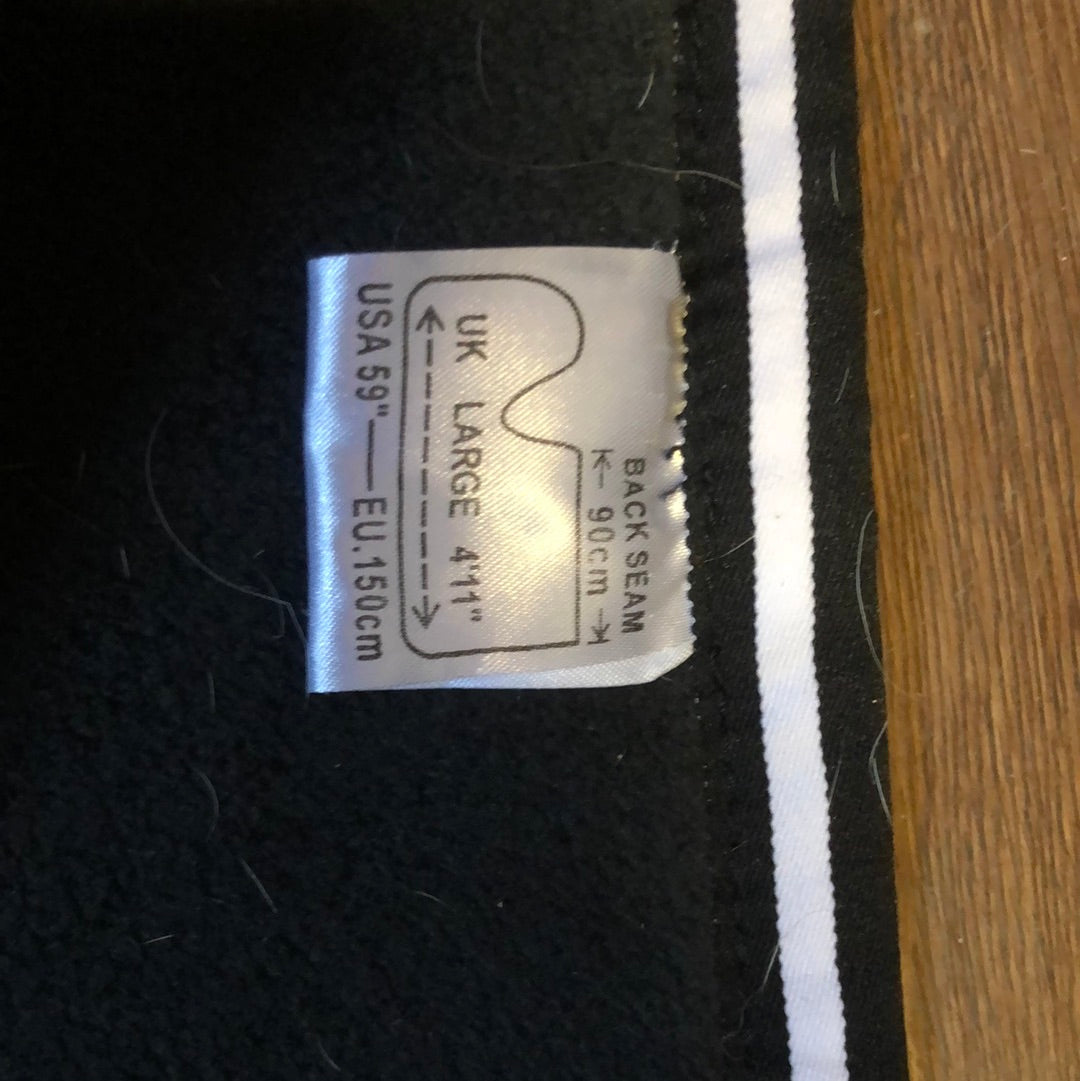 BACK SEAM
90cm
UK LARGE 4'11"
USA 59"—EU.150cm